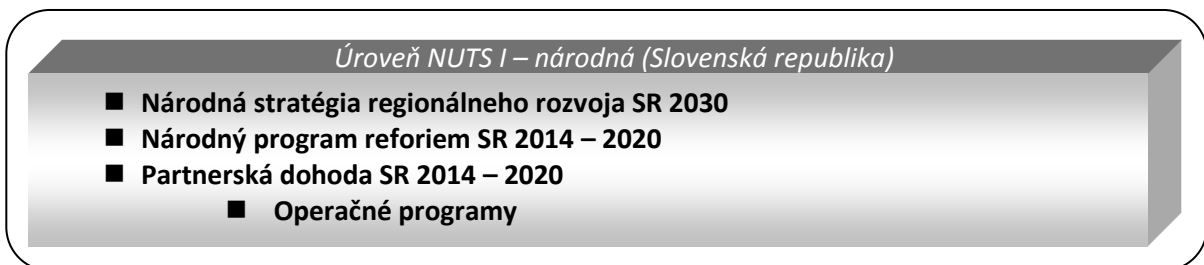 Úroveň NUTS I – národná (Slovenská republika)
■ Národná stratégia regionálneho rozvoja SR 2030
■ Národný program reforiem SR 2014 – 2020
■ Partnerská dohoda SR 2014 – 2020
■ Operačné programy